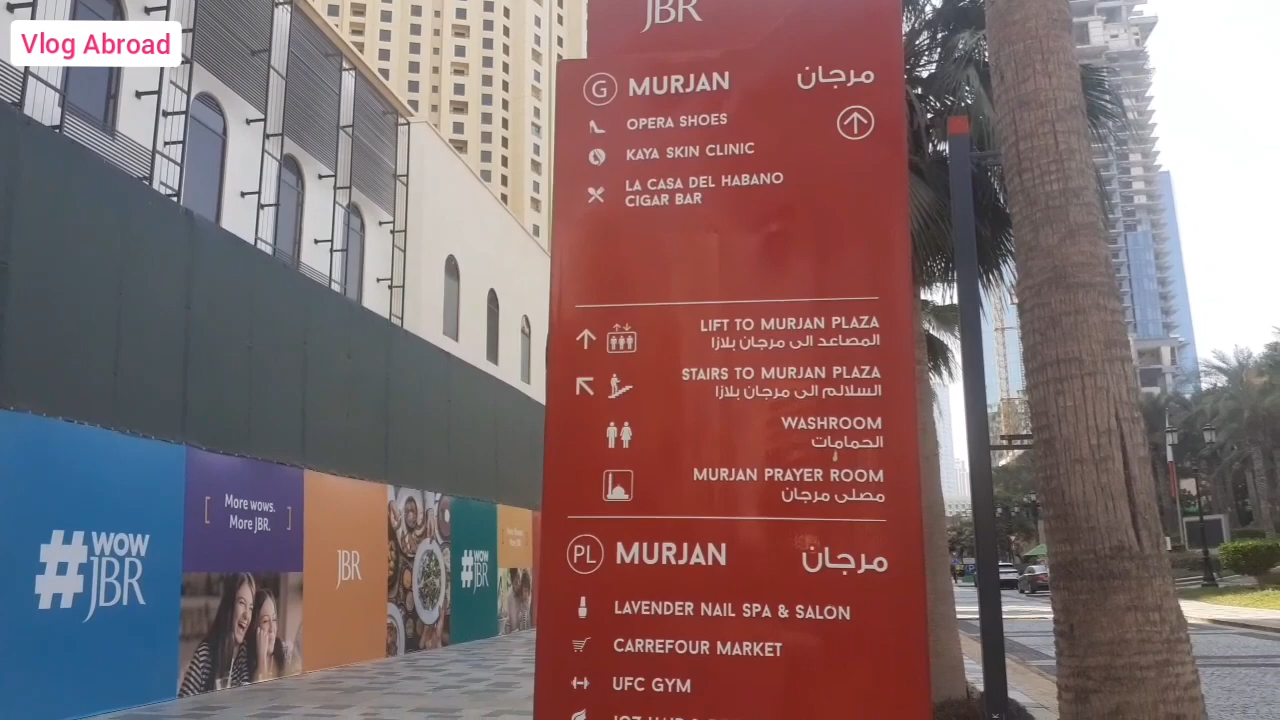 Vlog Abroad
JBR
G MURJAN مرجان
OPERA SHOES
KAYA SKIN CLINIC
LA CASA DEL HABANO
CIGAR BAR
LIFT TO MURJAN PLAZA
المصاعد الى مرجان بلازا
STAIRS TO MURJAN PLAZA
السلالم الى مرجان بلازا
WASHROOM
الحمامات
MURJAN PRAYER ROOM
مصلى مرجان
PL MURJAN مرجان
LAVENDER NAIL SPA & SALON
CARREFOUR MARKET
UFC GYM
#WOW
JBR
More wows.
More JBR.
JBR
#WOW
JBR